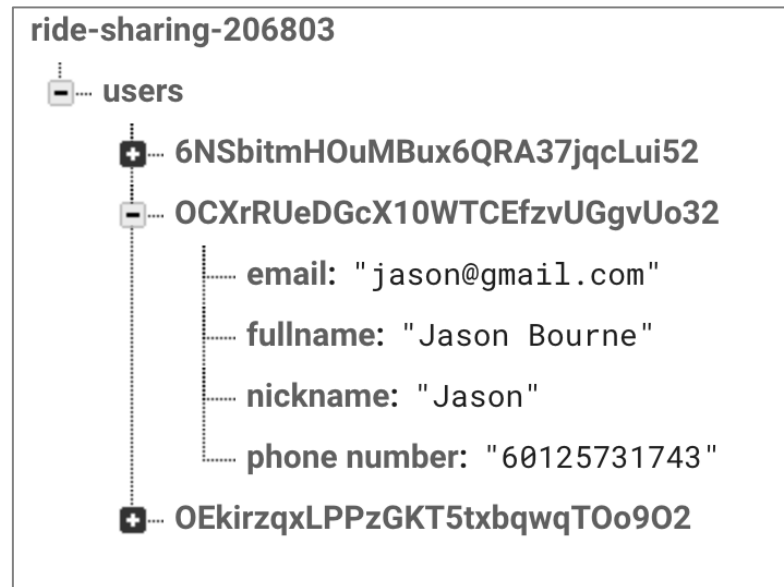 ride-sharing-206803
users
6NSbitmHOuMBux6QRA37jqcLui52
OCXrRUeDGcX10WTCEfzvUGgvUo32
email: "jason@gmail.com"
fullname: "Jason Bourne"
nickname: "Jason"
phone number: "60125731743"
OEkirzqxLPPzGKT5txbqwqTOo9O2